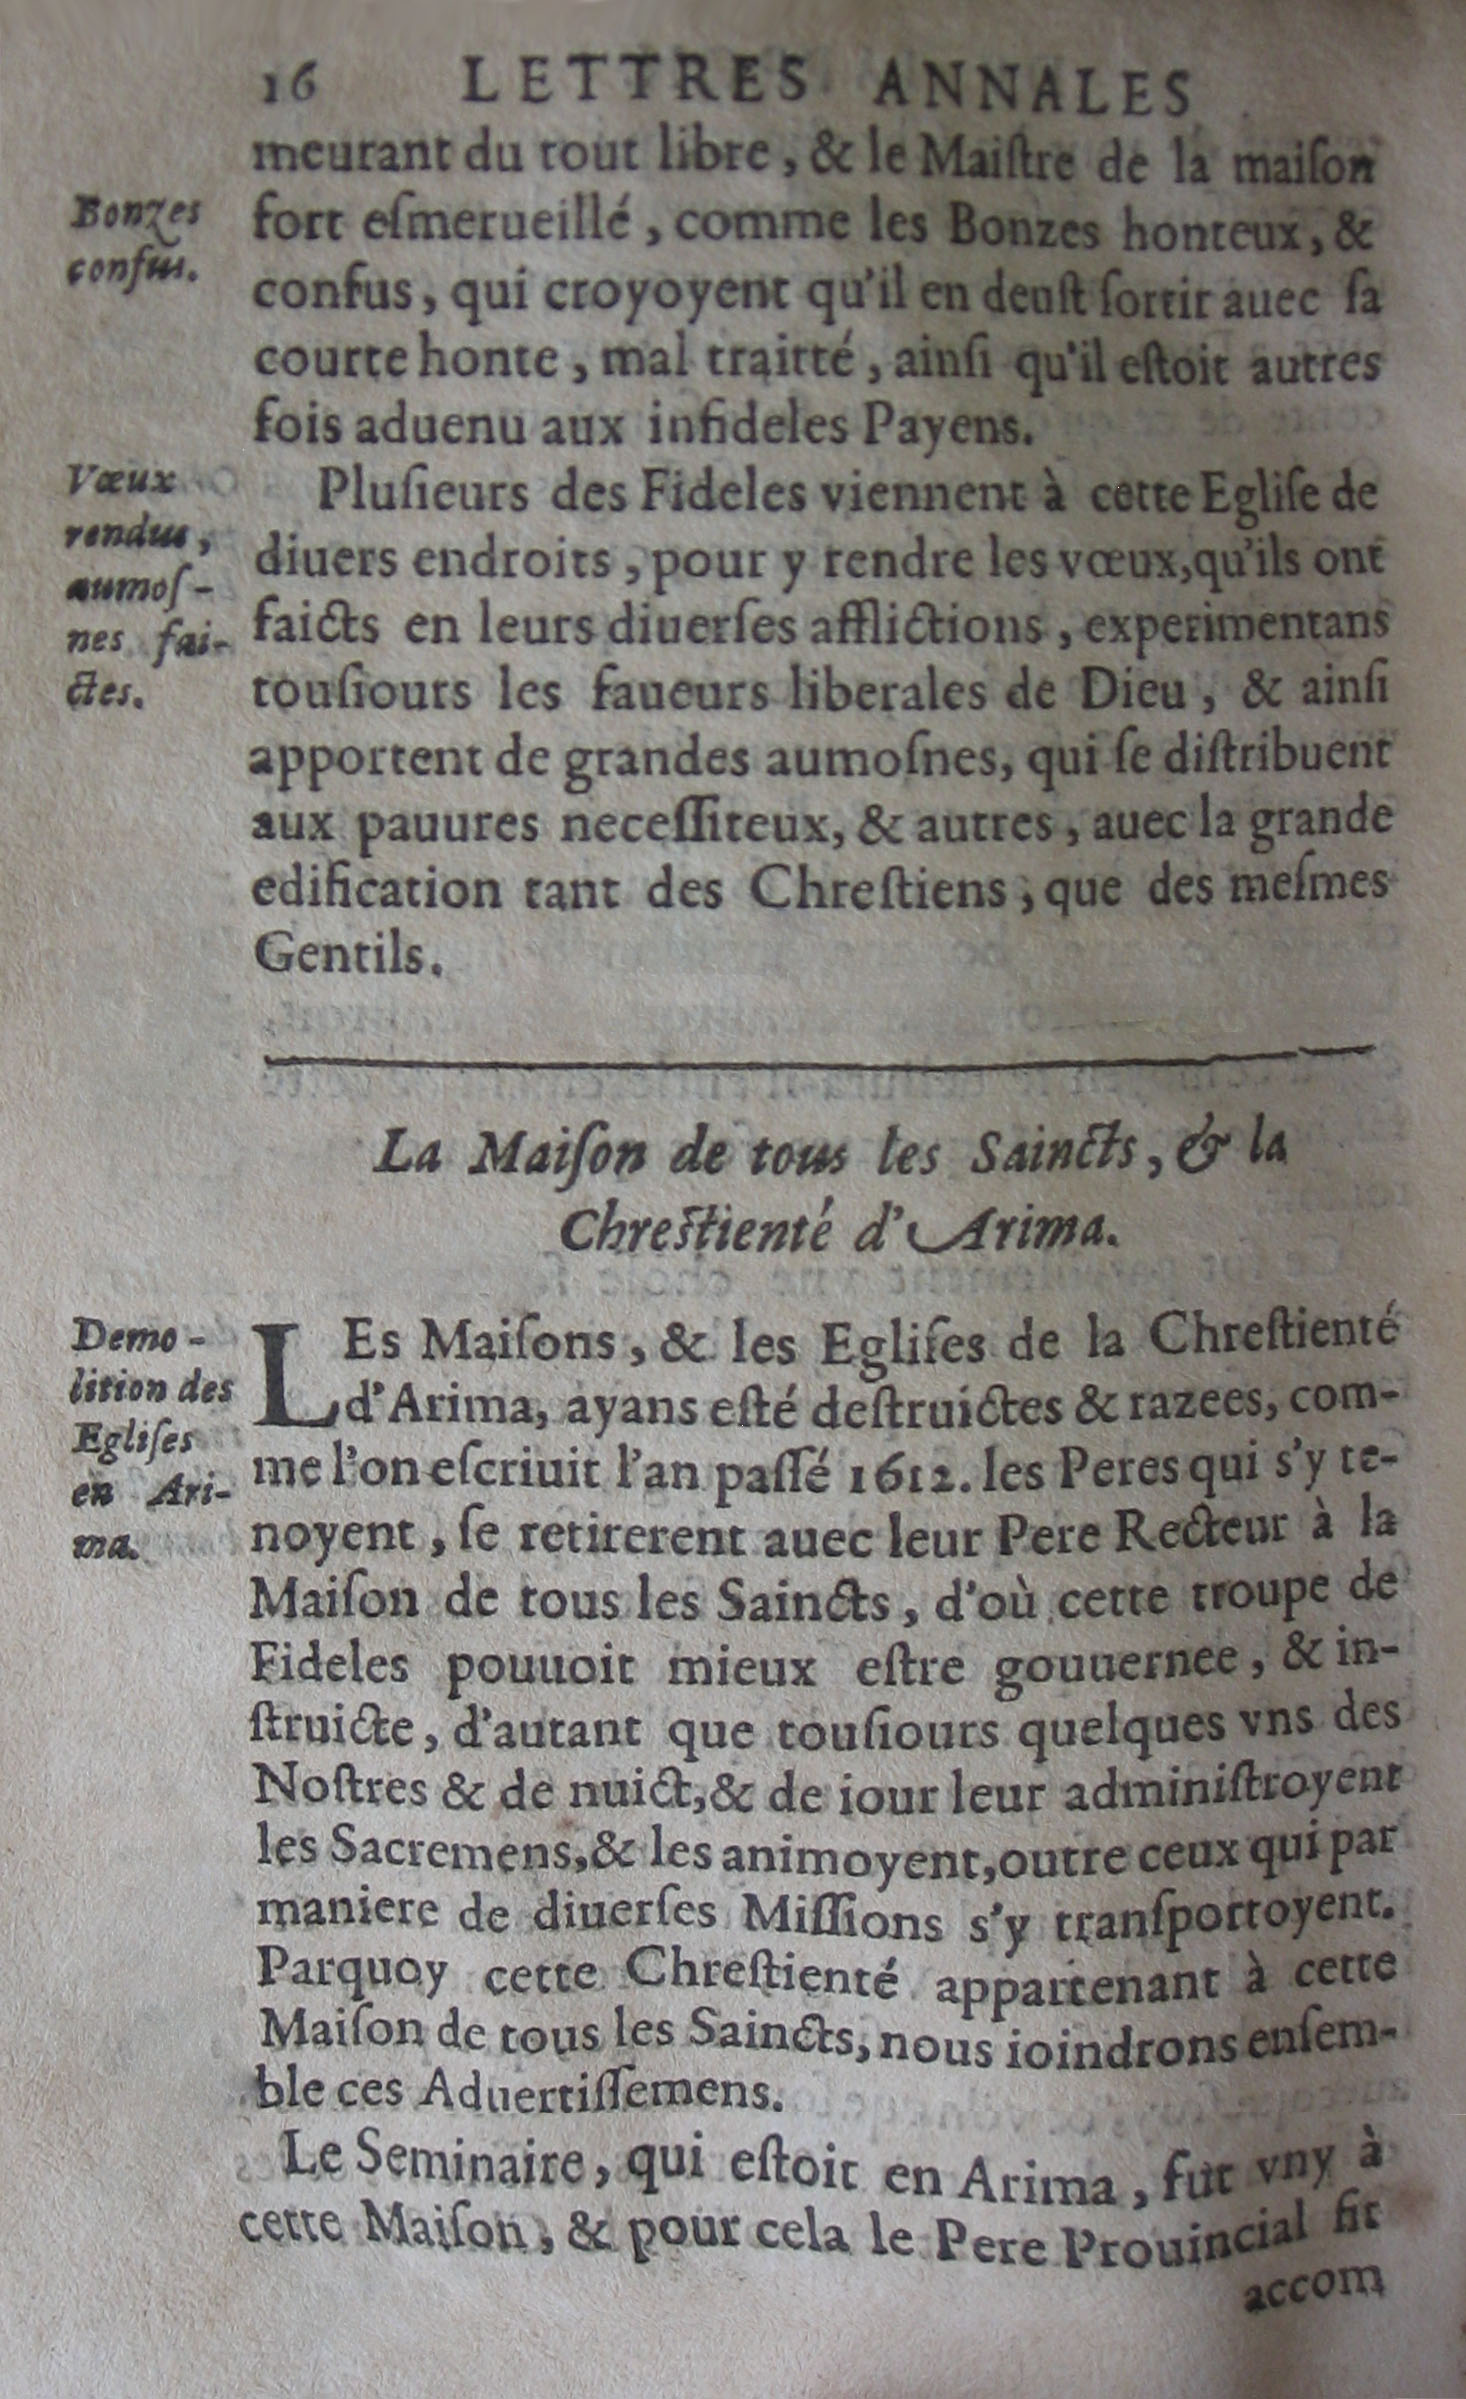 16 LETTRES ANNALES
meurant du tout libre, & le Maiſtre de la maiſon
fort eſmerueillé, comme les Bonzes honteux, &
confus, qui croyoyent qu'il en deuſt ſortir auec ſa
courte honte, mal traitté, ainſi qu'il eſtoit autres
fois aduenu aux infideles Payens.
Bonzes
confus.
Pluſieurs des Fideles viennent à cette Egliſe de
diuers endroits, pour y rendre les vœux, qu'ils ont
faicts en leurs diuerſes afflictions, experimentans
touſiours les faueurs liberales de Dieu, & ainſi
apportent de grandes aumoſnes, qui ſe diſtribuent
aux pauures neceſſiteux, & autres, auec la grande
edification tant des Chreſtiens, que des meſmes
Gentils.
Vœux
rendus,
aumoſ-
nes fai-
ctes.
La Maiſon de tous les Saincts, & la
Chreſtienté d'Arima.
LEs Maiſons, & les Egliſes de la Chreſtienté
d'Arima, ayans eſté deſtruictes & razees, com-
me l'on eſcriuit l'an paſſé 1612. les Peres qui s'y te-
noyent, ſe retirerent auec leur Pere Recteur à la
Maiſon de tous les Saincts, d'où cette troupe de
Fideles pouuoit mieux eſtre gouuernee, & in-
ſtruicte, d'autant que touſiours quelques vns des
Noſtres & de nuict, & de iour leur adminiſtroyent
les Sacremens, & les animoyent, outre ceux qui par
maniere de diuerſes Miſſions s'y tranſportoyent.
Parquoy cette Chreſtienté appartenant à cette
Maiſon de tous les Saincts, nous ioindrons enſem-
ble ces Aduertiſſemens.
Demo-
lition des
Egliſes
en Ari-
ma.
Le Seminaire, qui eſtoit en Arima, fut vny à
cette Maiſon, & pour cela le Pere Prouincial fit
accom